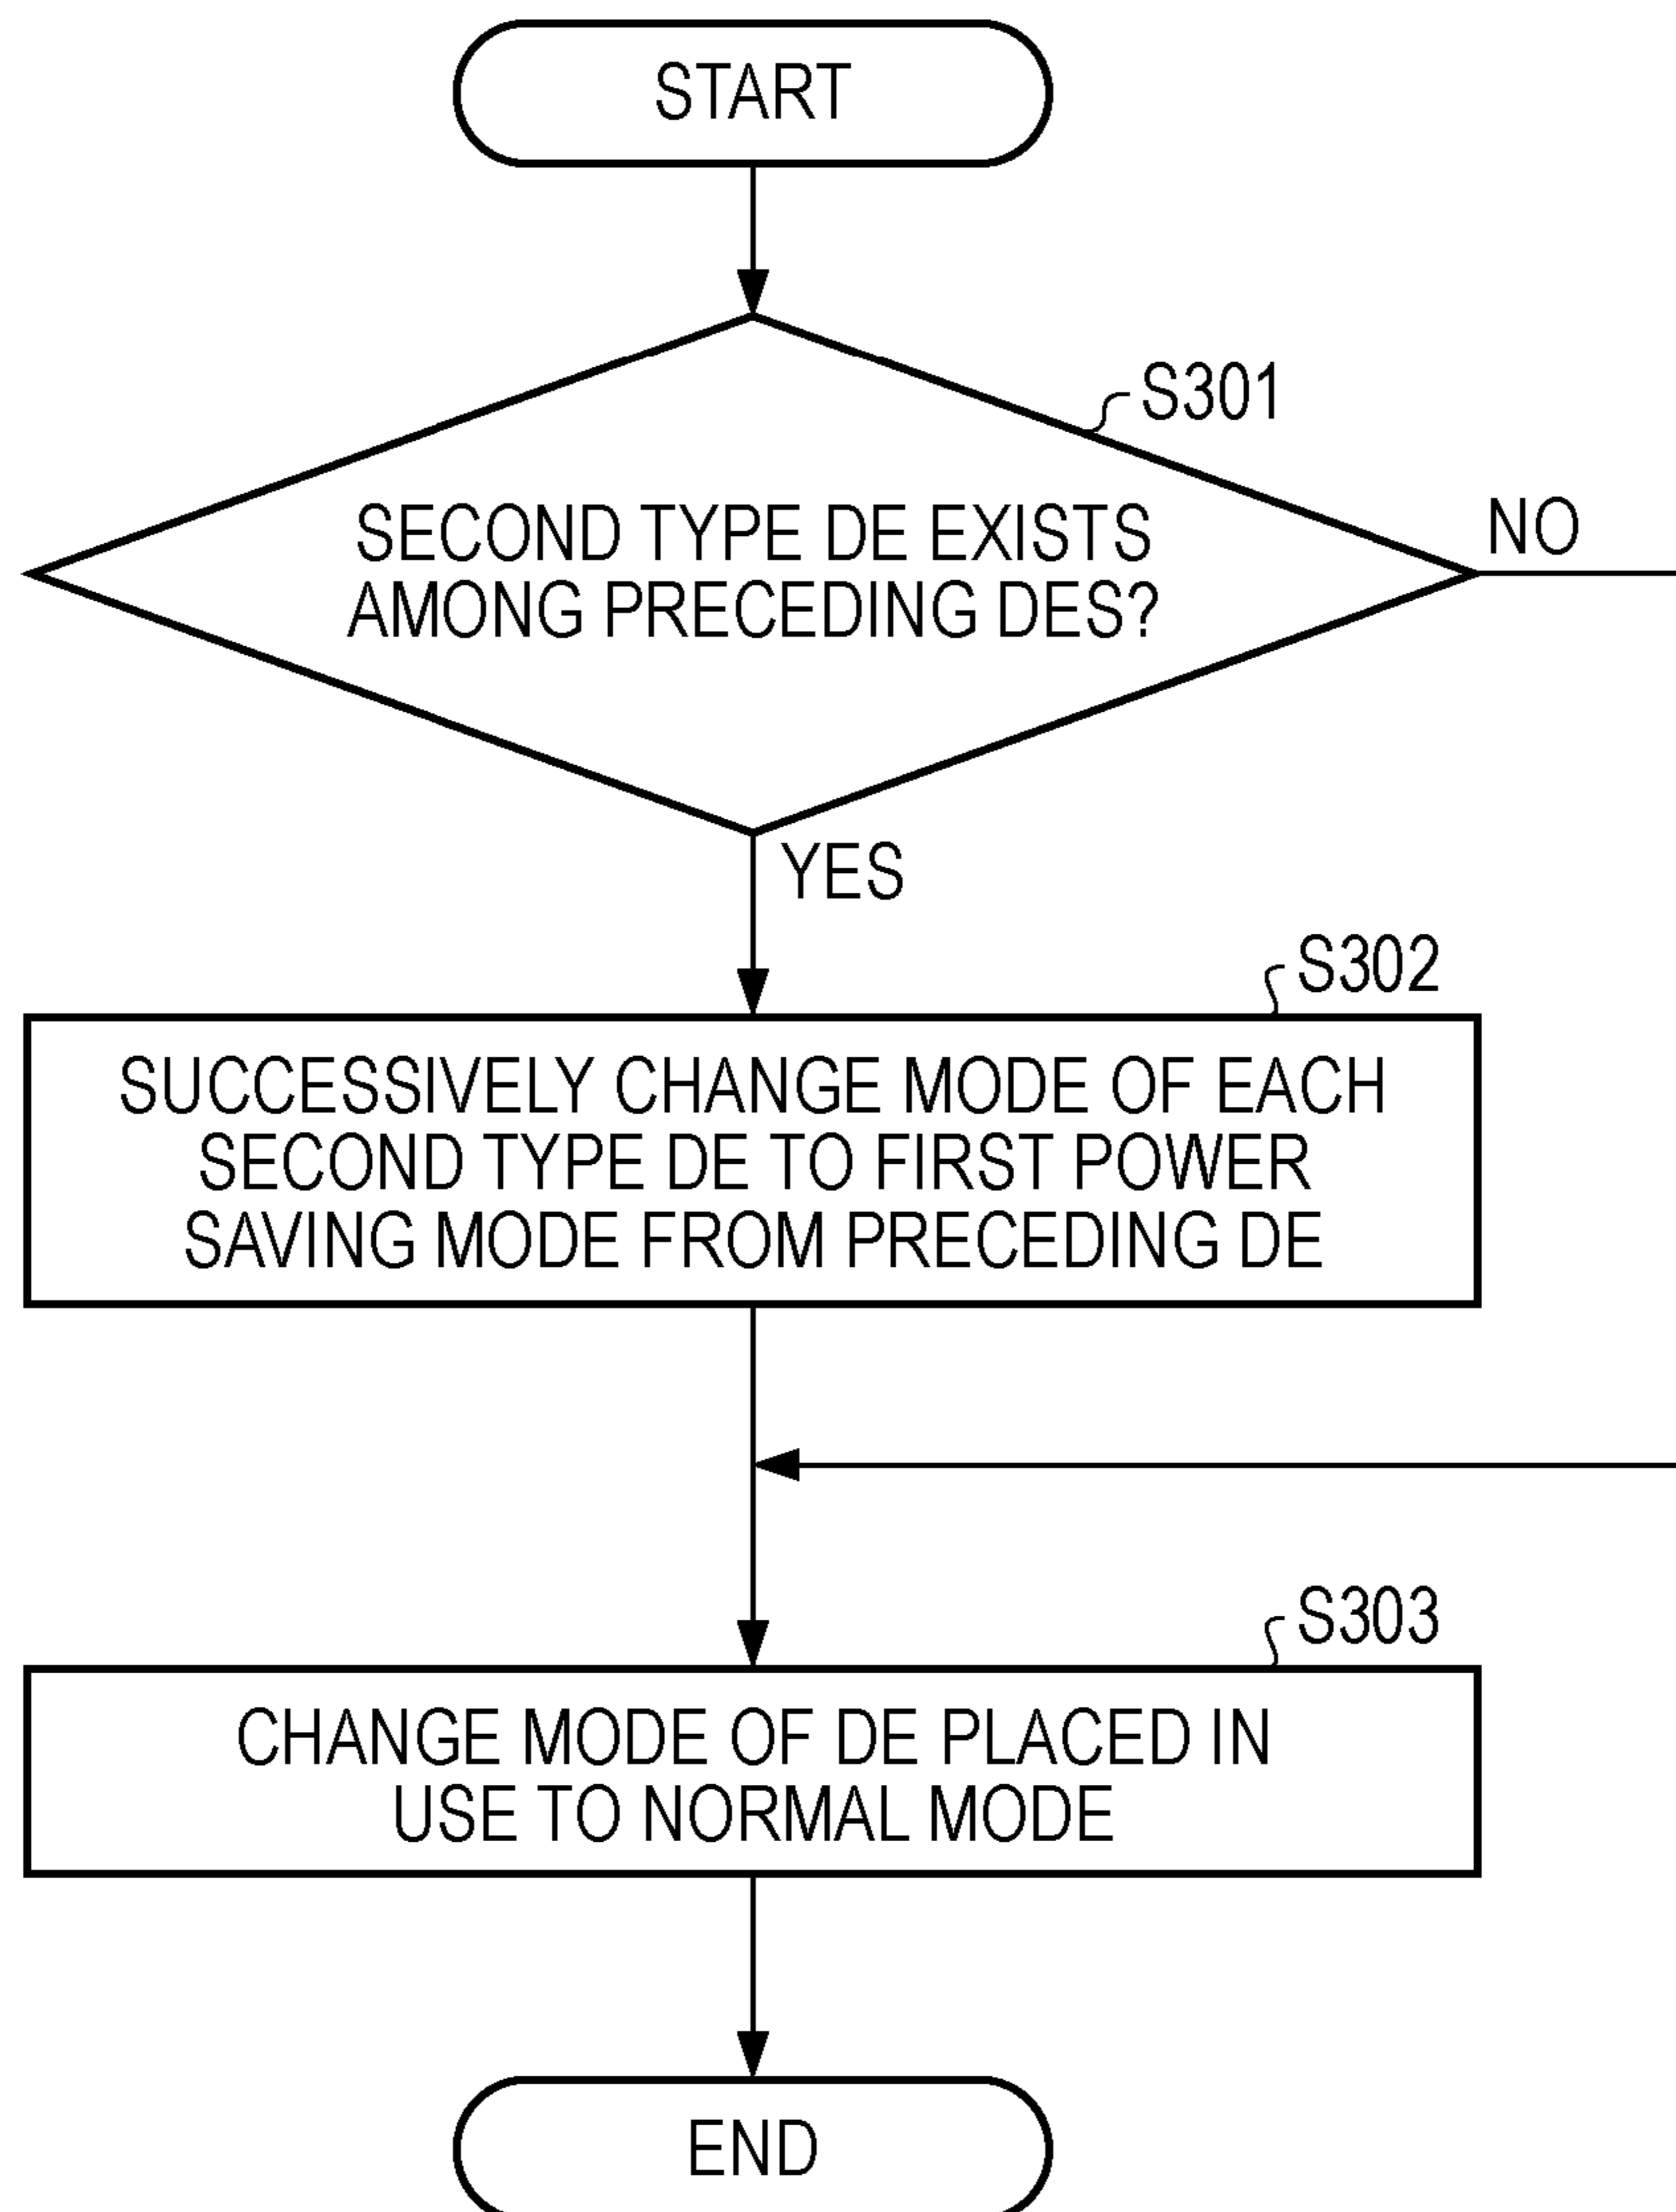 START
S301
SECOND TYPE DE EXISTS
AMONG PRECEDING DES?
NO
YES
S302
SUCCESSIVELY CHANGE MODE OF EACH
SECOND TYPE DE TO FIRST POWER
SAVING MODE FROM PRECEDING DE
S303
CHANGE MODE OF DE PLACED IN
USE TO NORMAL MODE
END